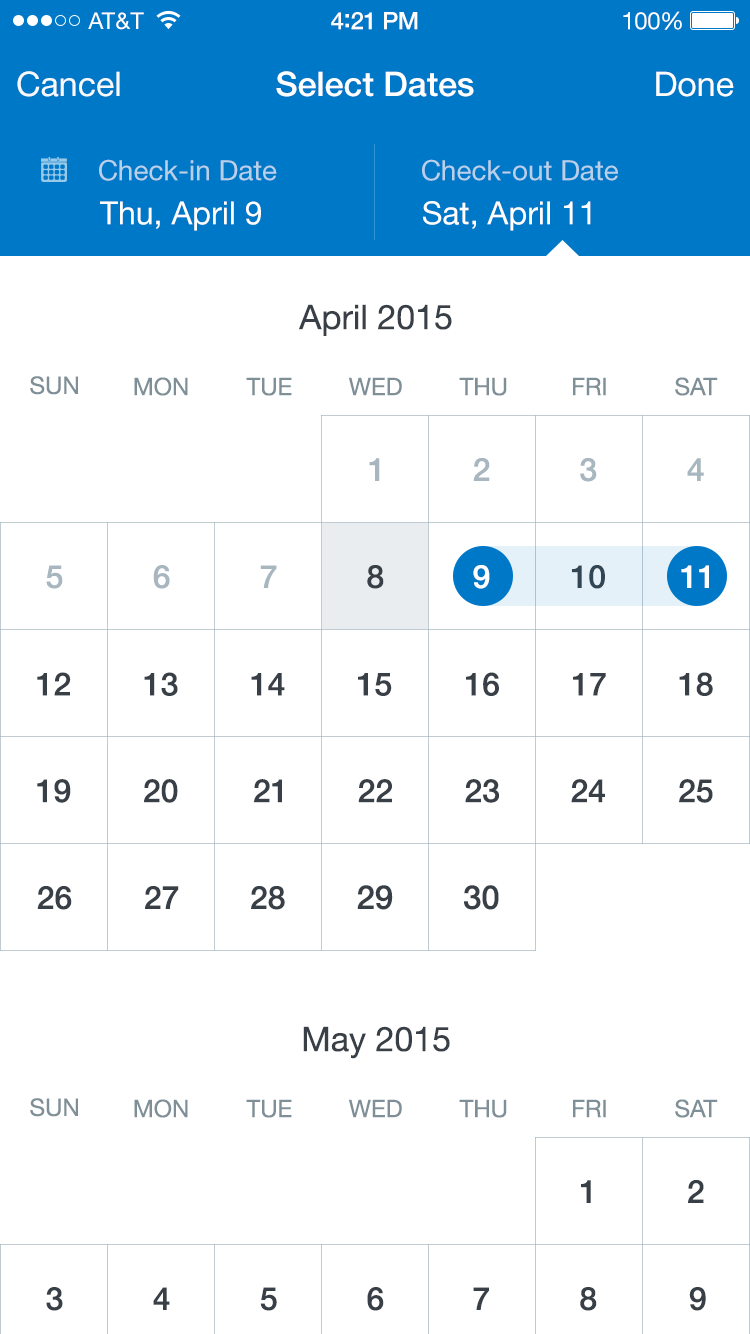 AT&T 4:21 PM 100%
Cancel Select Dates Done
Check-in Date Check-out Date
Thu, April 9 Sat, April 11
April 2015
SUN MON TUE WED THU FRI SAT
1 2 3 4
5 6 7 8 9 10 11
12 13 14 15 16 17 18
19 20 21 22 23 24 25
26 27 28 29 30
May 2015
SUN MON TUE WED THU FRI SAT
1 2
3 4 5 6 7 8 9